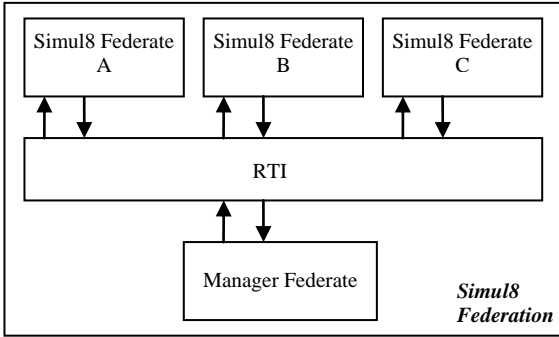 Simul8 Federate
A
Simul8 Federate
B
Simul8 Federate
C
RTI
Manager Federate
Simul8
Federation